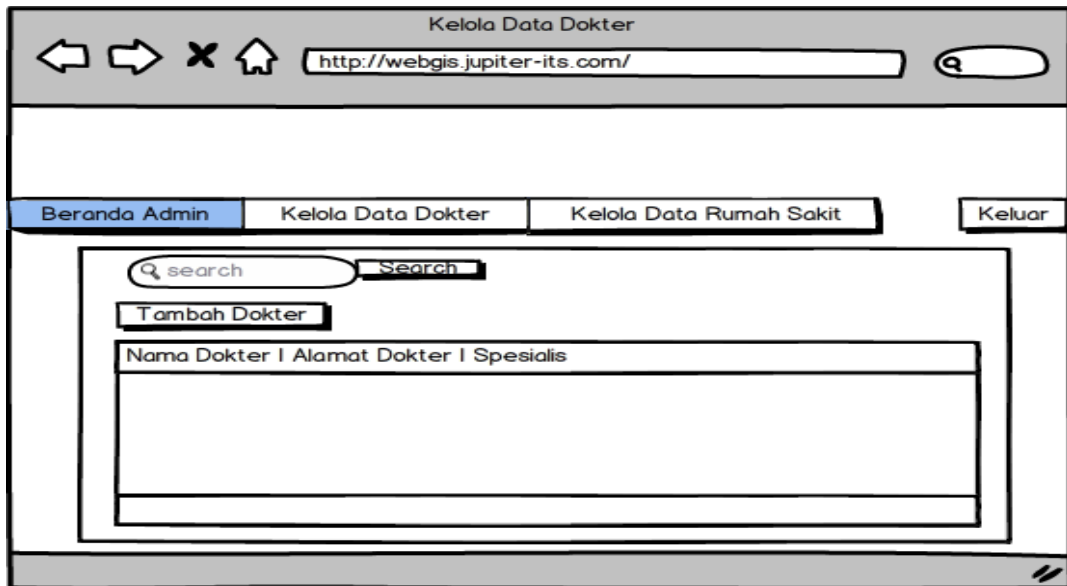 Kelola Data Dokter
http://webgis.jupiter-its.com/
Beranda Admin Kelola Data Dokter Kelola Data Rumah Sakit Keluar
search Search
Tambah Dokter
Nama Dokter | Alamat Dokter | Spesialis